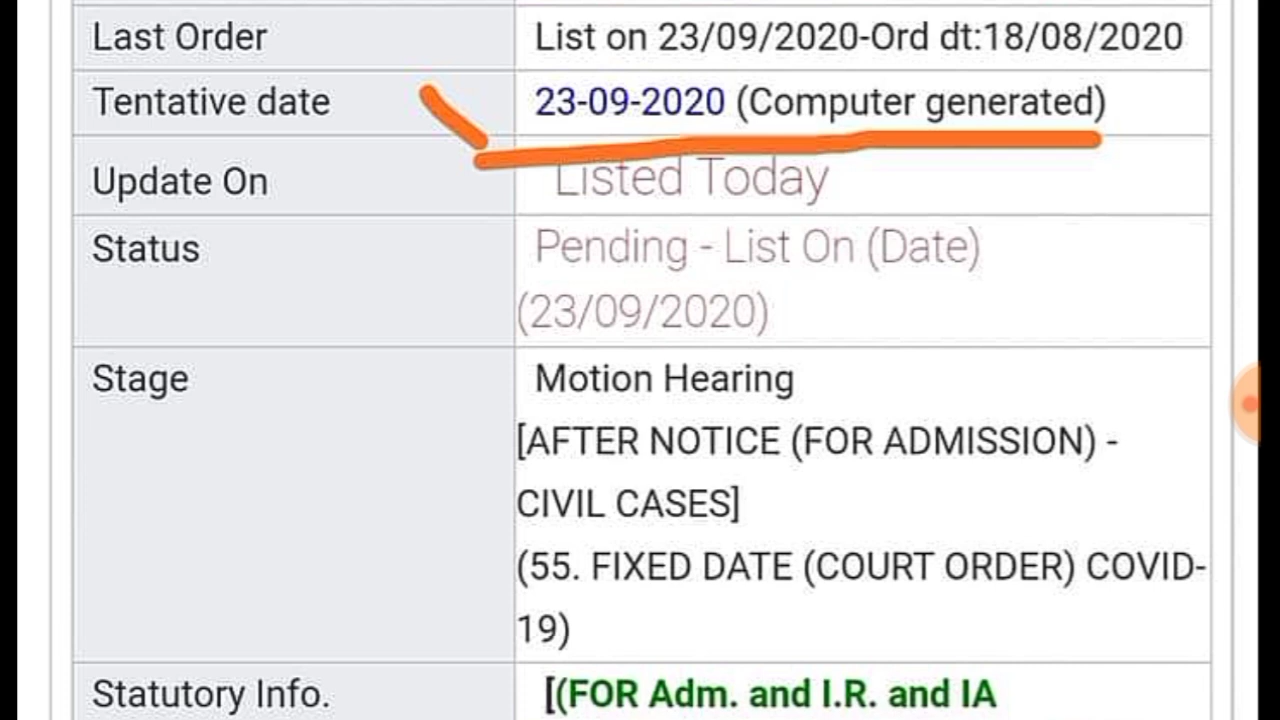 Last Order
List on 23/09/2020-Ord dt:18/08/2020
Tentative date
23-09-2020 (Computer generated)
Update On
Listed Today
Status
Pending - List On (Date)
(23/09/2020)
Stage
Motion Hearing
[AFTER NOTICE (FOR ADMISSION) -
CIVIL CASES]
(55. FIXED DATE (COURT ORDER) COVID-
19)
Statutory Info.
[(FOR Adm. and I.R. and IA